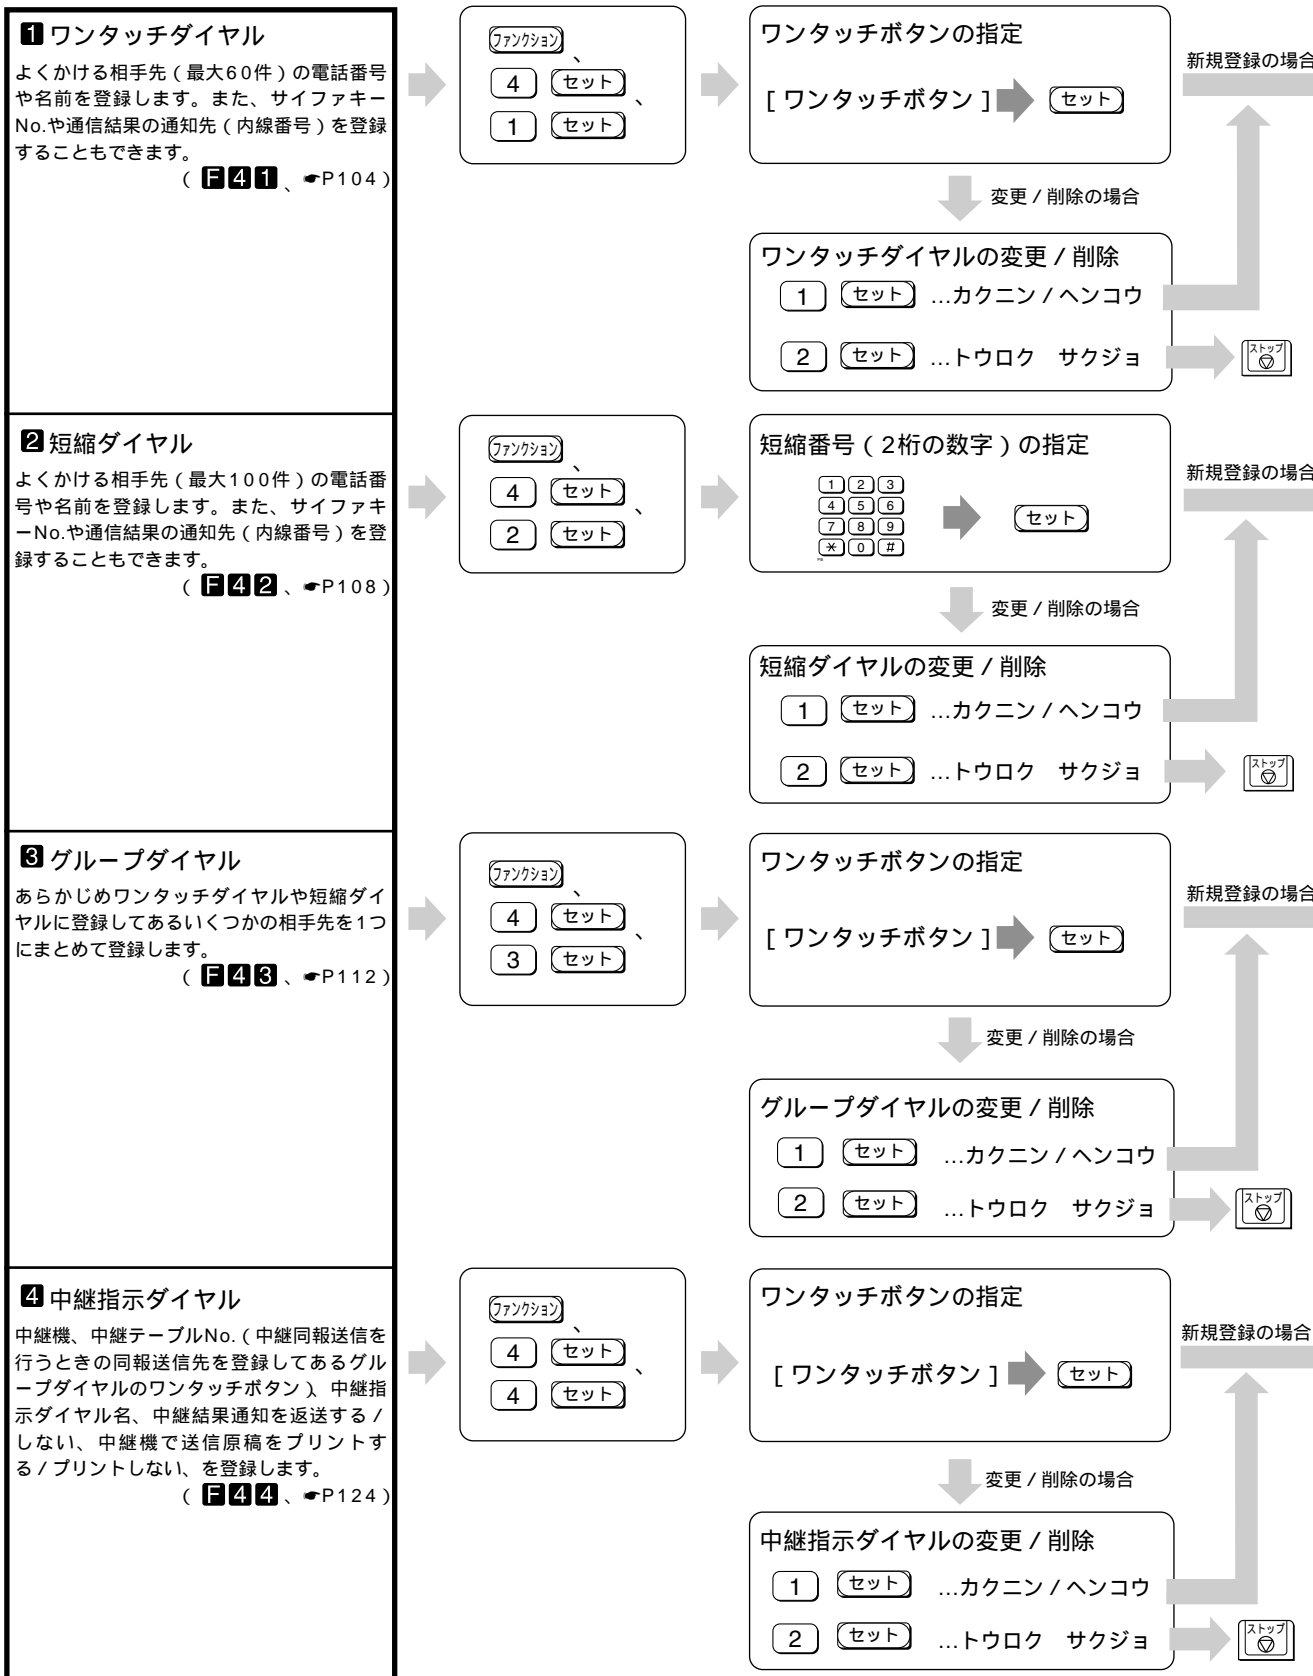 1 ワンタッチダイヤル
よくかける相手先（最大60件）の電話番号
や名前を登録します。また、サイファキー
No.や通信結果の通知先（内線番号）を登録
することもできます。
（ F41 、☛P104）
ファンクション 、
4 セット 、
1 セット
ワンタッチボタンの指定
[ ワンタッチボタン ] セット
新規登録の場合
変更 / 削除の場合
ワンタッチダイヤルの変更 / 削除
1 セット …カクニン / ヘンコウ
2 セット …トウロク　サクジョ
ストップ
2 短縮ダイヤル
よくかける相手先（最大100件）の電話番
号や名前を登録します。また、サイファキ
ーNo.や通信結果の通知先（内線番号）を登
録することもできます。
（ F42 、☛P108）
ファンクション 、
4 セット 、
2 セット
短縮番号（2桁の数字）の指定
1 2 3
4 5 6
7 8 9
＊ 0 #
セット
新規登録の場合
変更 / 削除の場合
短縮ダイヤルの変更 / 削除
1 セット …カクニン / ヘンコウ
2 セット …トウロク　サクジョ
ストップ
3 グループダイヤル
あらかじめワンタッチダイヤルや短縮ダイ
ヤルに登録してあるいくつかの相手先を1つ
にまとめて登録します。
（ F43 、☛P112）
ファンクション 、
4 セット 、
3 セット
ワンタッチボタンの指定
[ ワンタッチボタン ] セット
新規登録の場合
変更 / 削除の場合
グループダイヤルの変更 / 削除
1 セット …カクニン / ヘンコウ
2 セット …トウロク　サクジョ
ストップ
4 中継指示ダイヤル
中継機、中継テーブルNo.（中継同報送信を
行うときの同報送信先を登録してあるグル
ープダイヤルのワンタッチボタン）、中継指
示ダイヤル名、中継結果通知を返送する /
しない、中継機で送信原稿をプリントす
る / プリントしない、を登録します。
（ F44 、☛P124）
ファンクション 、
4 セット 、
4 セット
ワンタッチボタンの指定
[ ワンタッチボタン ] セット
新規登録の場合
変更 / 削除の場合
中継指示ダイヤルの変更 / 削除
1 セット …カクニン / ヘンコウ
2 セット …トウロク　サクジョ
ストップ